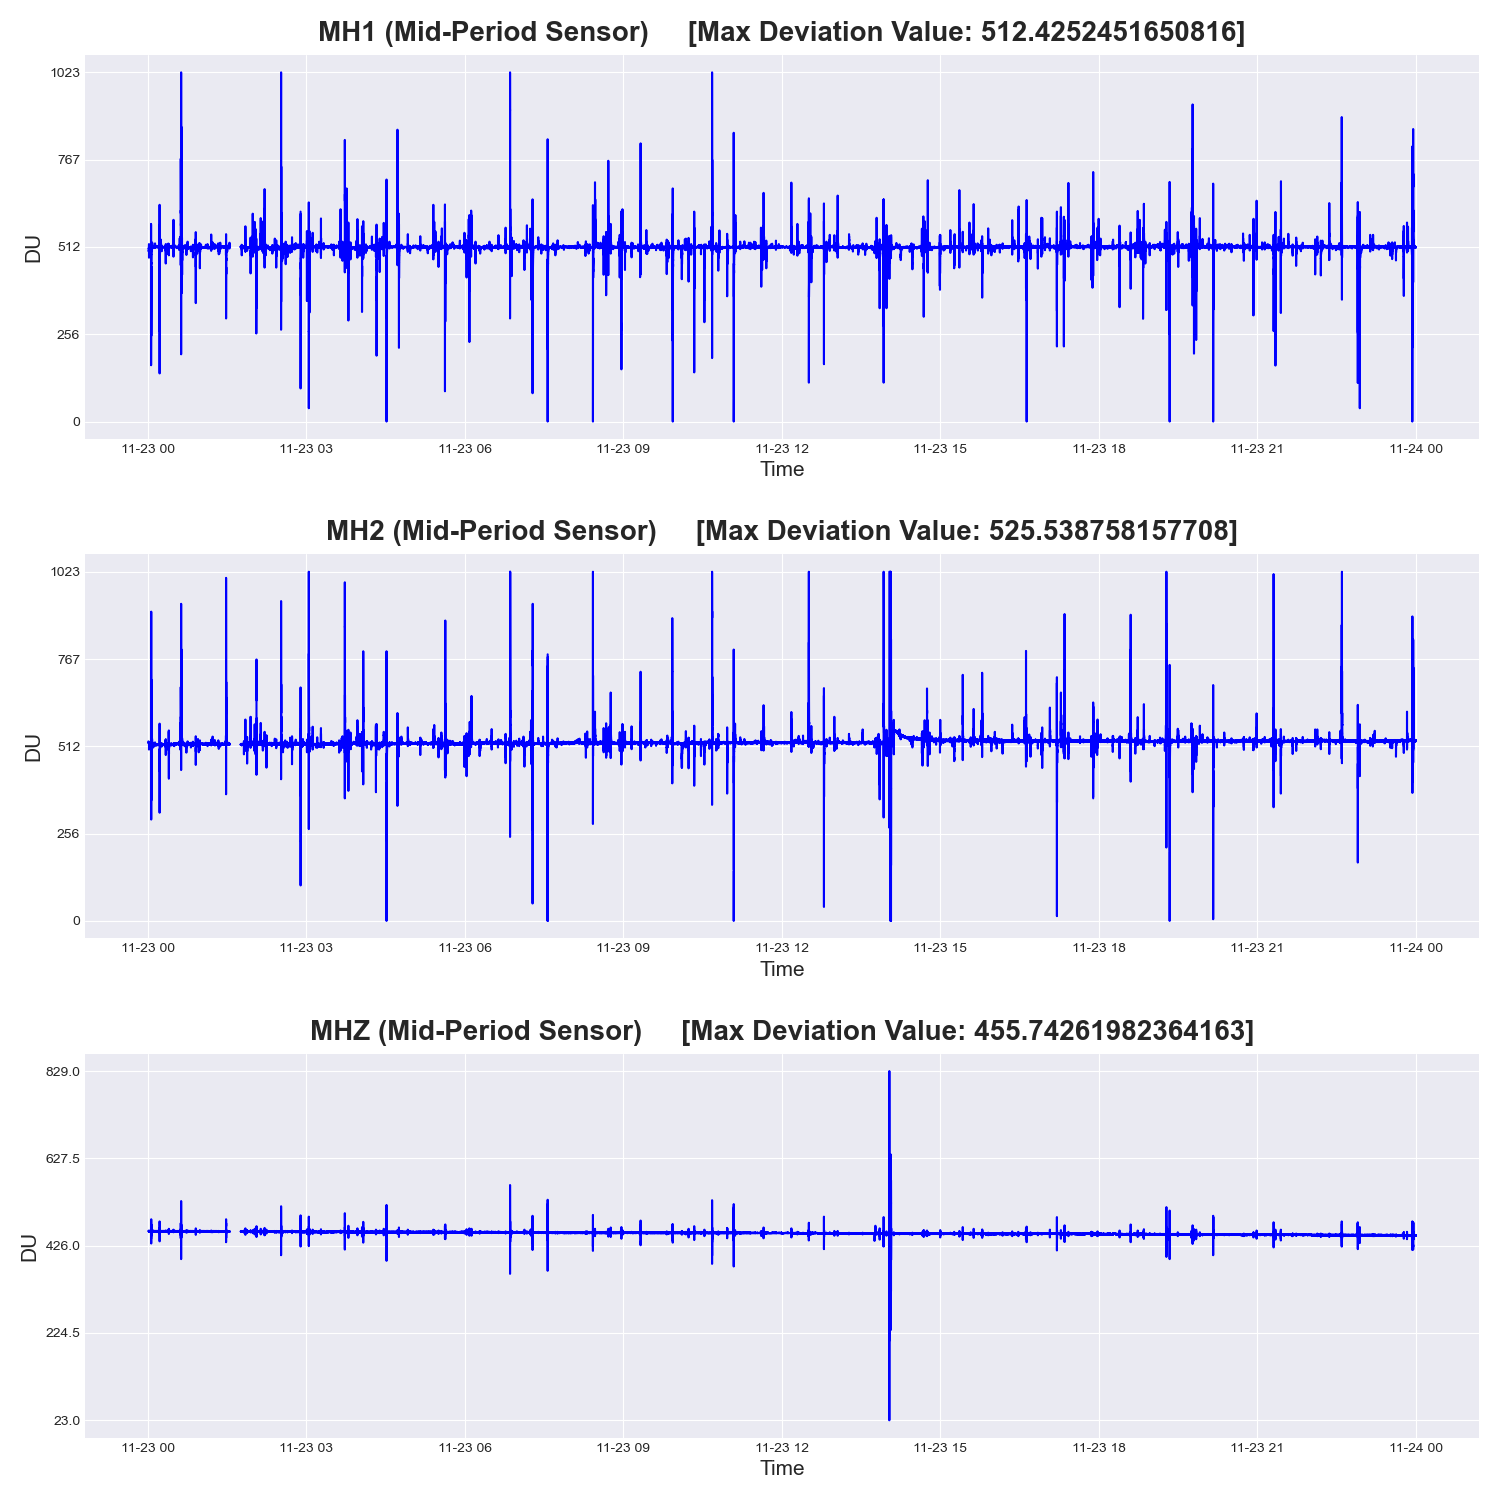 MH1 (Mid-Period Sensor) [Max Deviation Value: 512.4252451650816]
1023
767
512
256
0
DU
11-23 00 11-23 03 11-23 06 11-23 09 11-23 12 11-23 15 11-23 18 11-23 21 11-24 00
Time
MH2 (Mid-Period Sensor) [Max Deviation Value: 525.538758157708]
1023
767
512
256
0
DU
11-23 00 11-23 03 11-23 06 11-23 09 11-23 12 11-23 15 11-23 18 11-23 21 11-24 00
Time
MHZ (Mid-Period Sensor) [Max Deviation Value: 455.74261982364163]
829.0
627.5
426.0
224.5
23.0
DU
11-23 00 11-23 03 11-23 06 11-23 09 11-23 12 11-23 15 11-23 18 11-23 21 11-24 00
Time